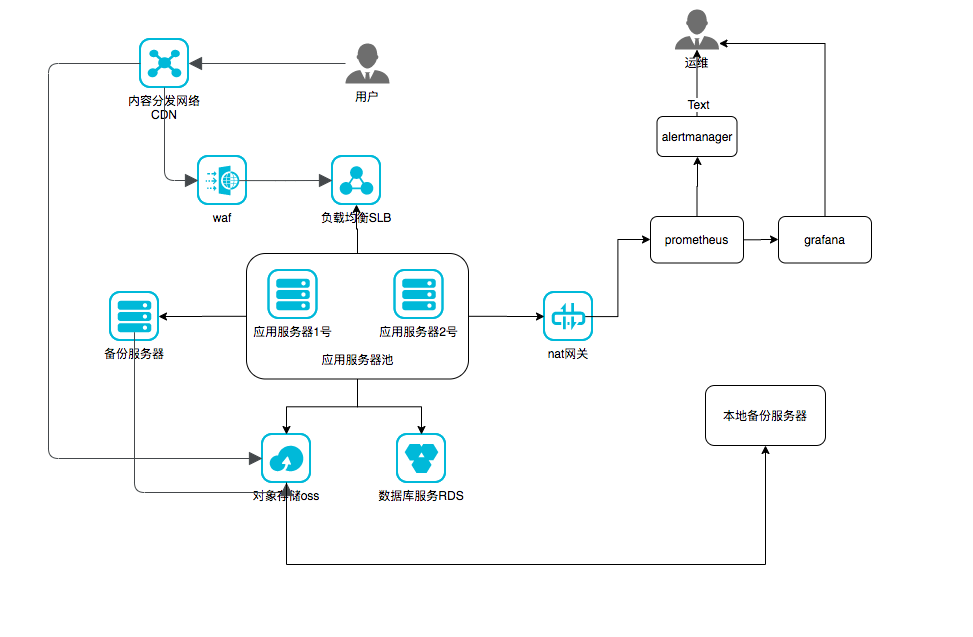 运维
用户
内容分发网络
CDN
Text
alertmanager
waf
负载均衡SLB
prometheus
grafana
应用服务器1号
应用服务器2号
应用服务器池
备份服务器
nat网关
本地备份服务器
对象存储oss
数据库服务RDS